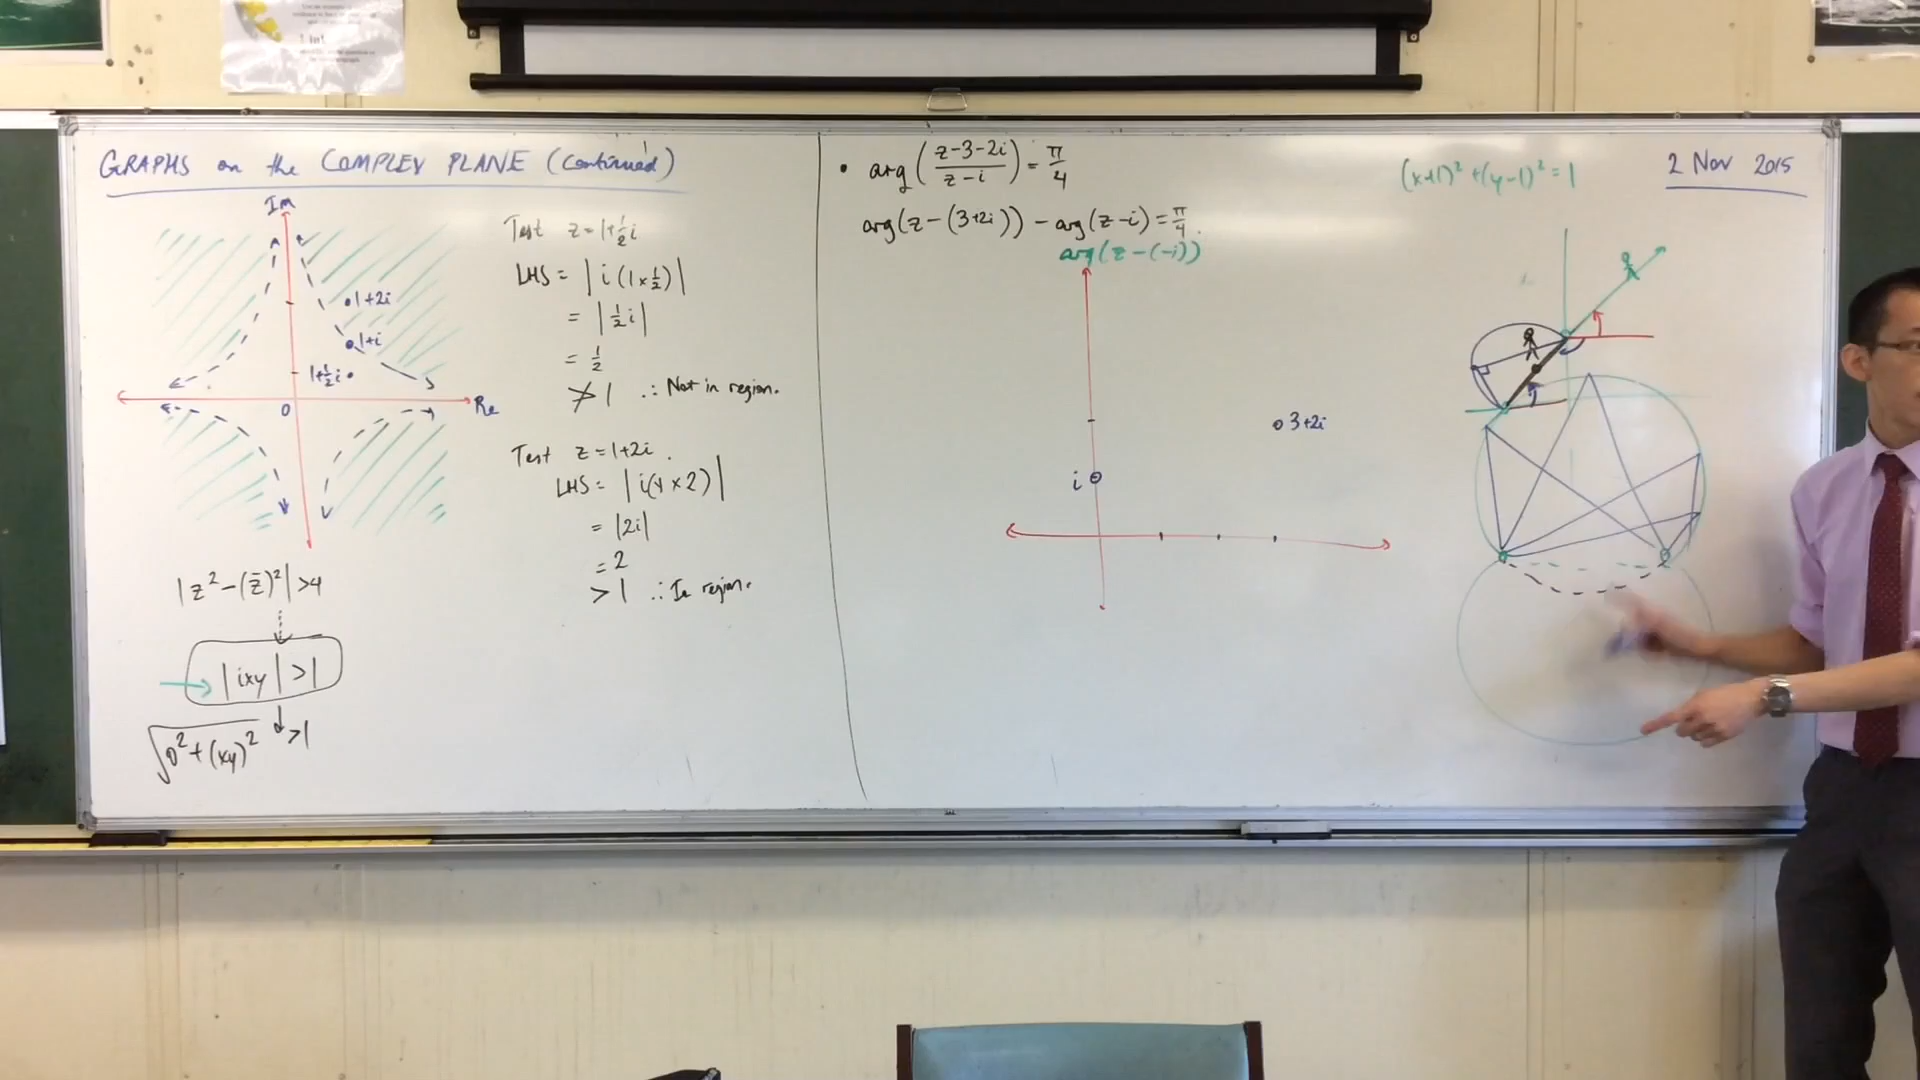 GRAPHS on the COMPLEX PLANE (continued)
Im
1+2i
1+i
1+½i
0
Re
|z²-(z̄)²|>4
|ixy|>1
√0²+(xy)² >1
Test z=1+½i
LHS = |i(1×½)|
= |½i|
= ½
≯ 1 ∴ Not in region.
Test z=1+2i.
LHS = |i(1×2)|
= |2i|
= 2
> 1 ∴ In region.
• arg((z-3-2i)/(z-i)) = π/4
arg(z-(3+2i)) - arg(z-i) = π/4.
arg(z-(-i))
3+2i
i
(x+1)²+(y-1)²=1
2 Nov 2015